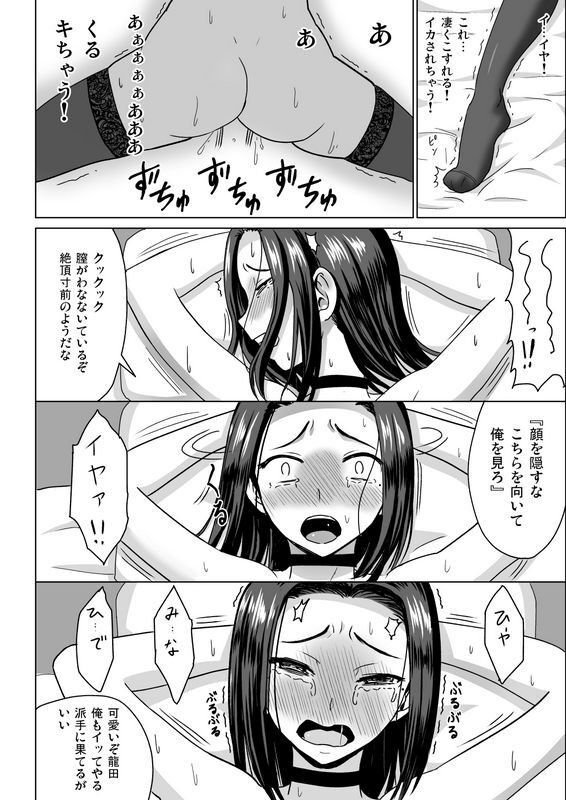 イ…イヤ!
これ…
凄くこすれる!
イカされちゃう!
ピンッ
あ
あ
あぁぁぁぁあああ
くる
キちゃう!
ずちゅ
ずちゅ
ずちゅ
…!!
クックック
膣がわなないているぞ
絶頂寸前のようだな
『顔を隠すな
こちらを向いて
俺を見ろ』
ぐるん
イヤァ!!
ひャ
み…な
ひ…で
ぶるぶる
ぶるぶる
可愛いぞ龍田
俺もイッてやる
派手に果てるが
いい